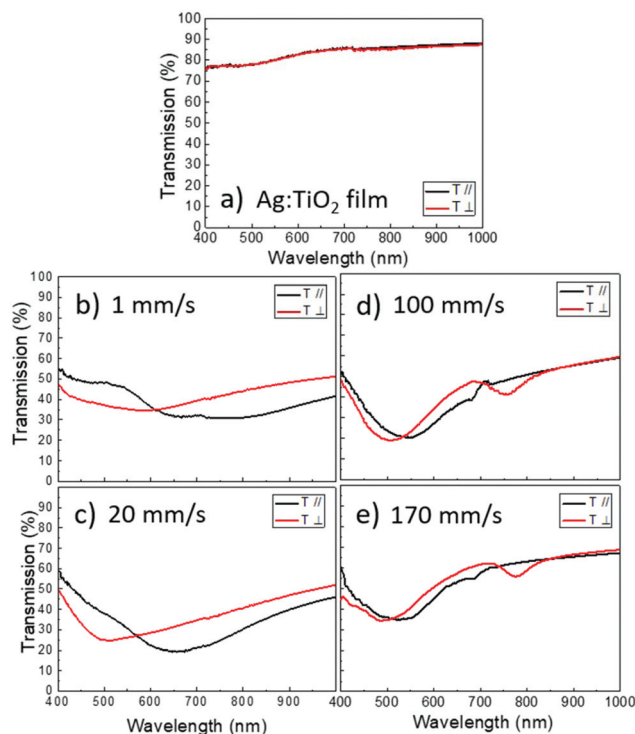 100
90
80
70
60
50
40
30
20
10
0
Transmission (%)
a) Ag:TiO₂ film
T //
T ⊥
400 500 600 700 800 900 1000
Wavelength (nm)
100
90
80
70
60
50
40
30
20
10
0
Transmission (%)
b) 1 mm/s
T //
T ⊥
d) 100 mm/s
T //
T ⊥
100
90
80
70
60
50
40
30
20
10
0
Transmission (%)
c) 20 mm/s
T //
T ⊥
e) 170 mm/s
T //
T ⊥
400 500 600 700 800 900
400 500 600 700 800 900 1000
Wavelength (nm)
Wavelength (nm)